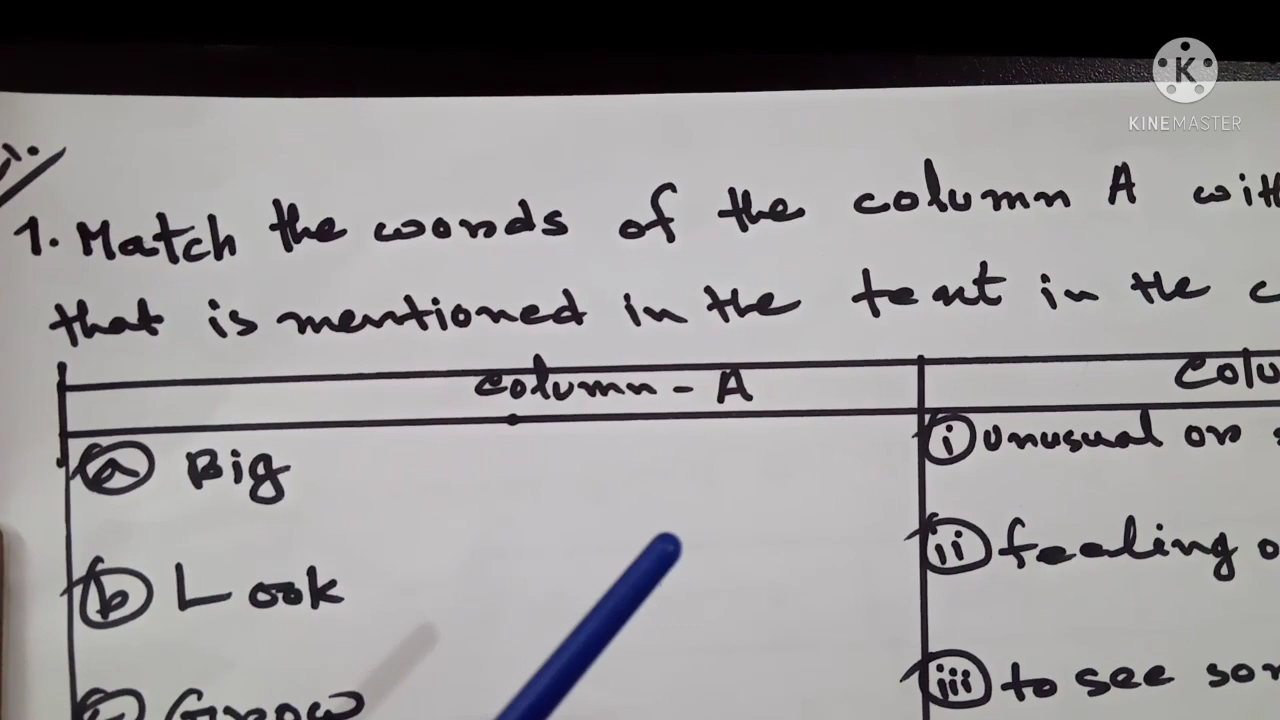 KINEMASTER
1. Match the words of the column A with
that is mentioned in the text in the
Column - A
(a) Big
(i) unusual or
(b) Look
(ii) feeling
(c) Grow
(iii) to see